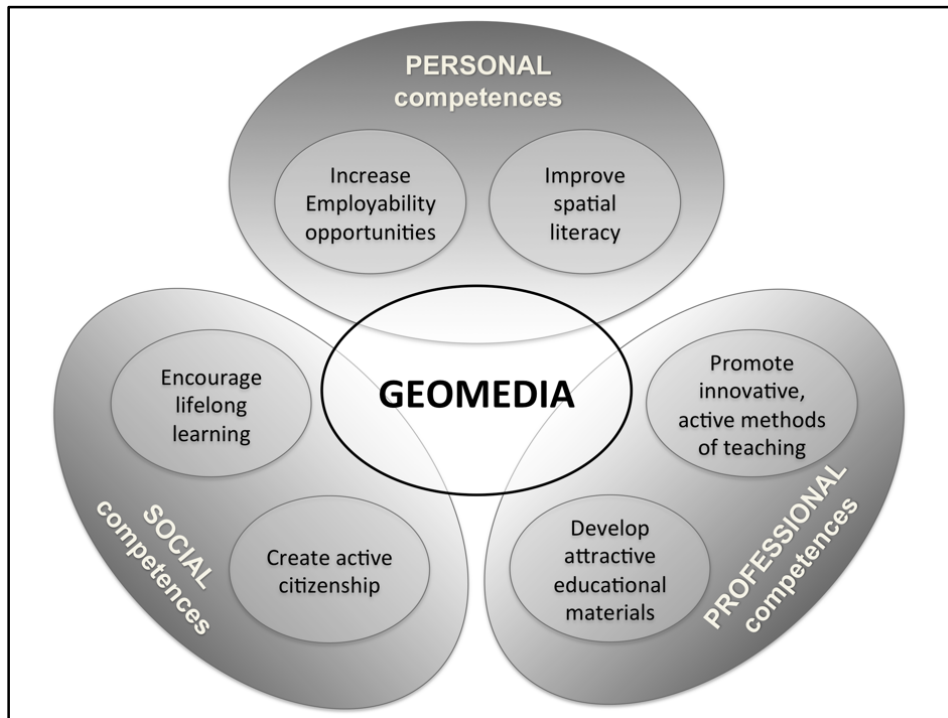 PERSONAL
competences
Increase
Employability
opportunities
Improve
spatial
literacy
GEOMEDIA
Encourage
lifelong
learning
Create active
citizenship
SOCIAL
competences
Promote
innovative,
active methods
of teaching
Develop
attractive
educational
materials
PROFESSIONAL
competences